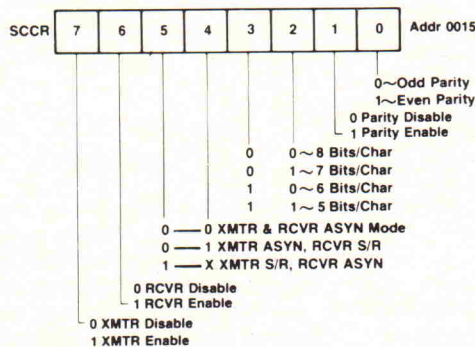 SCCR 7 6 5 4 3 2 1 0 Addr 0015
0~Odd Parity
1~Even Parity
0 Parity Disable
1 Parity Enable
0 0~8 Bits/Char
0 1~7 Bits/Char
1 0~6 Bits/Char
1 1~5 Bits/Char
0 — 0 XMTR & RCVR ASYN Mode
0 — 1 XMTR ASYN, RCVR S/R
1 — X XMTR S/R, RCVR ASYN
0 RCVR Disable
1 RCVR Enable
0 XMTR Disable
1 XMTR Enable